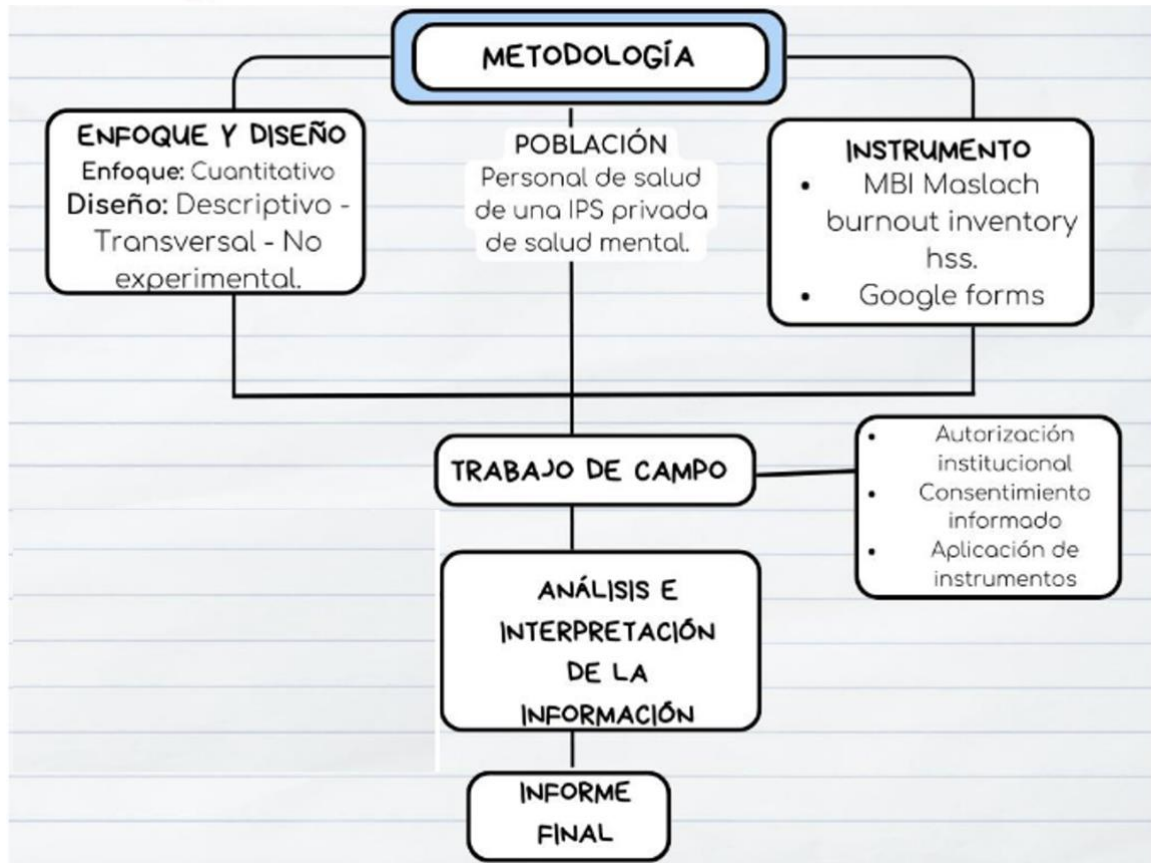 METODOLOGÍA
ENFOQUE Y DISEÑO
Enfoque: Cuantitativo
Diseño: Descriptivo -
Transversal - No
experimental.
POBLACIÓN
Personal de salud
de una IPS privada
de salud mental.
INSTRUMENTO
• MBI Maslach
burnout inventory
hss.
• Google forms
TRABAJO DE CAMPO
• Autorización
institucional
• Consentimiento
informado
• Aplicación de
instrumentos
ANÁLISIS E
INTERPRETACIÓN
DE LA
INFORMACIÓN
INFORME
FINAL